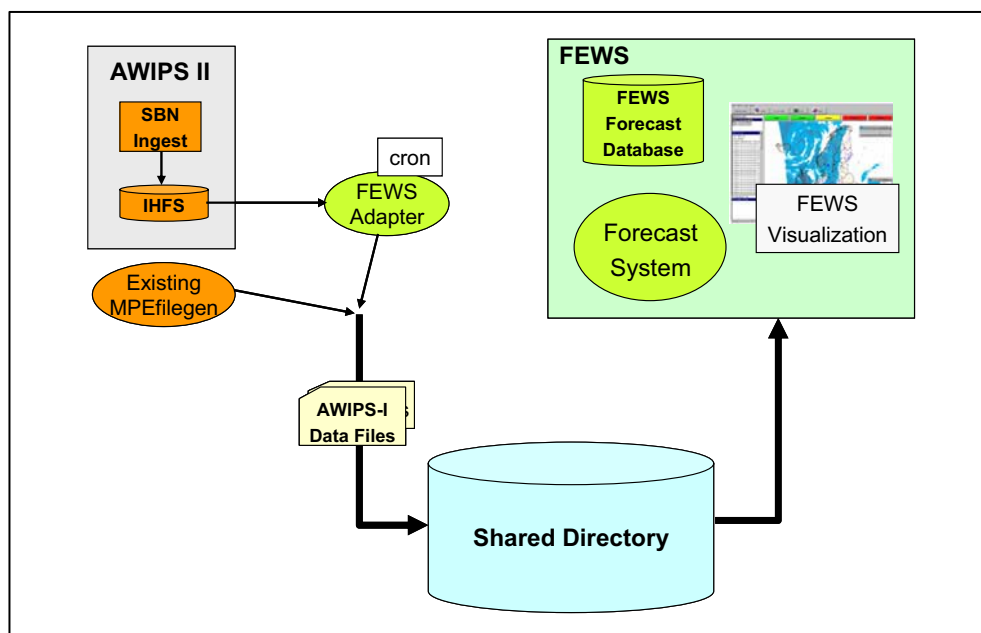 AWIPS II
SBN
Ingest
IHFS
cron
FEWS
Adapter
Existing
MPEfilegen
AWIPS-I
Data Files
Shared Directory
FEWS
FEWS
Forecast
Database
Forecast
System
FEWS
Visualization